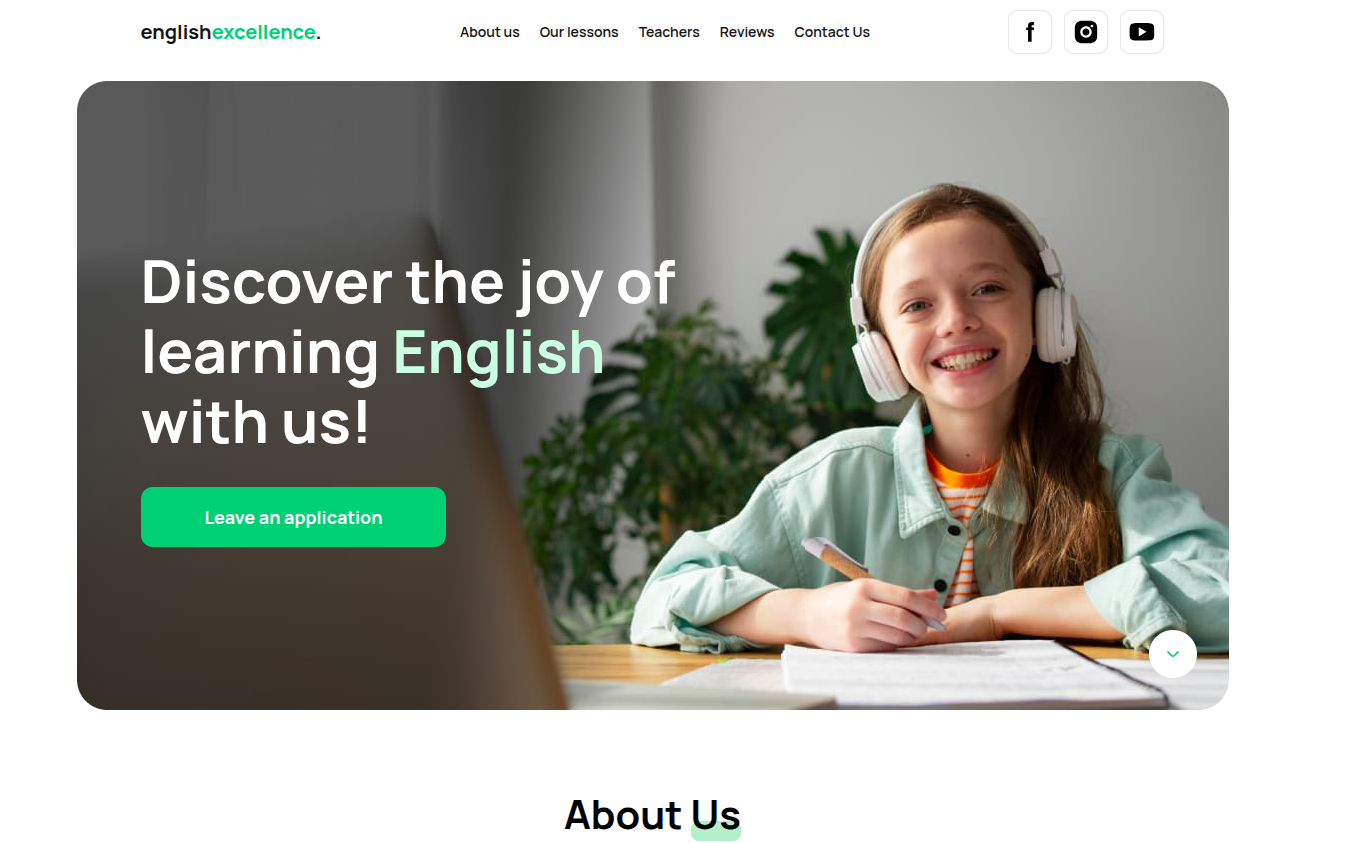 englishexcellence.
About us Our lessons Teachers Reviews Contact Us
Discover the joy of
learning English
with us!
Leave an application
About Us